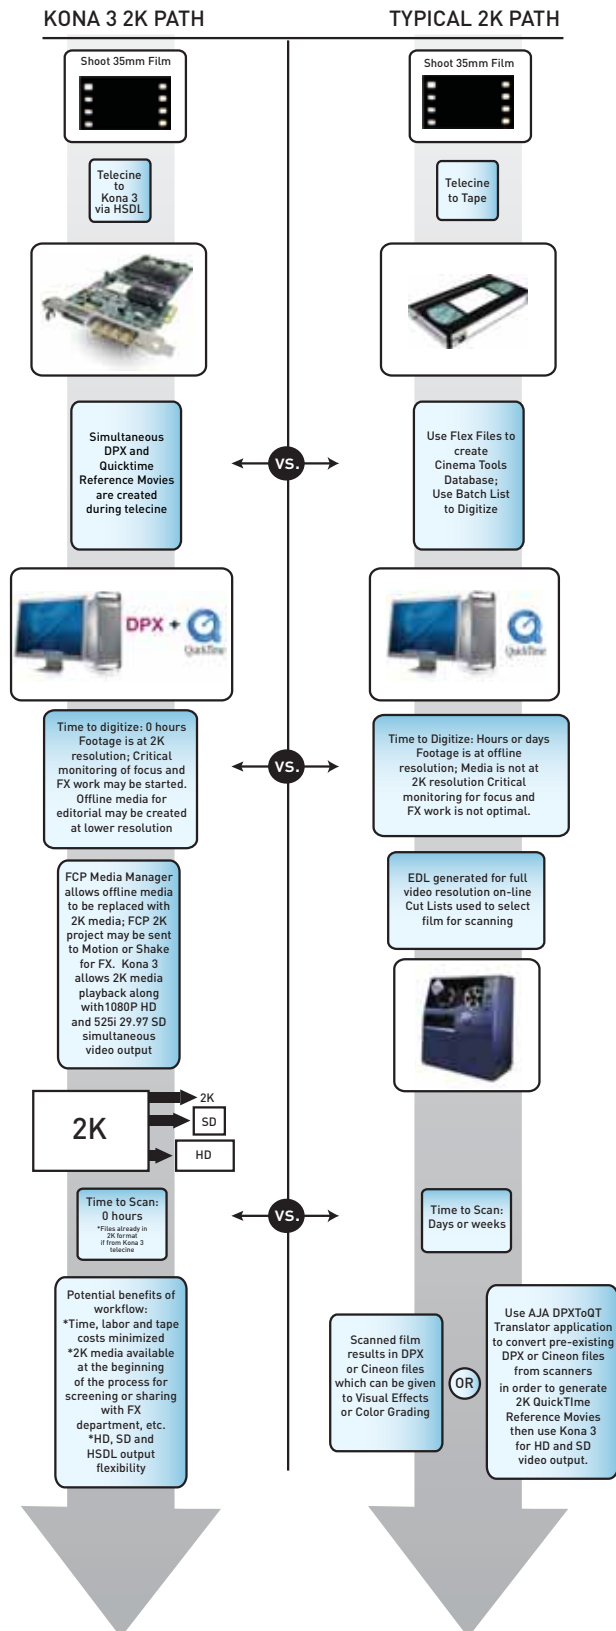 KONA 3 2K PATH
Shoot 35mm Film
Telecine
to
Kona 3
via HSDL
Simultaneous
DPX and
Quicktime
Reference Movies
are created
during telecine
DPX +
QuickTime
Time to digitize: 0 hours
Footage is at 2K
resolution; Critical
monitoring of focus and
FX work may be started.
Offline media for
editorial may be created
at lower resolution
FCP Media Manager
allows offline media
to be replaced with
2K media; FCP 2K
project may be sent
to Motion or Shake
for FX. Kona 3
allows 2K media
playback along
with1080P HD
and 525i 29.97 SD
simultaneous
video output
2K
2K
SD
HD
Time to Scan:
0 hours
*Files already in
2K format
if from Kona 3
telecine
Potential benefits of
workflow:
*Time, labor and tape
costs minimized
*2K media available
at the beginning
of the process for
screening or sharing
with FX
department, etc.
*HD, SD and
HSDL output
flexibility
vs.
vs.
vs.
TYPICAL 2K PATH
Shoot 35mm Film
Telecine
to Tape
Use Flex Files to
create
Cinema Tools
Database;
Use Batch List
to Digitize
QuickTime
Time to Digitize: Hours or days
Footage is at offline
resolution; Media is not at
2K resolution Critical
monitoring for focus and
FX work is not optimal.
EDL generated for full
video resolution on-line
Cut Lists used to select
film for scanning
Time to Scan:
Days or weeks
Scanned film
results in DPX
or Cineon files
which can be given
to Visual Effects
or Color Grading
OR
Use AJA DPXToQT
Translator application
to convert pre-existing
DPX or Cineon files
from scanners
in order to generate
2K QuickTIme
Reference Movies
then use Kona 3
for HD and SD
video output.